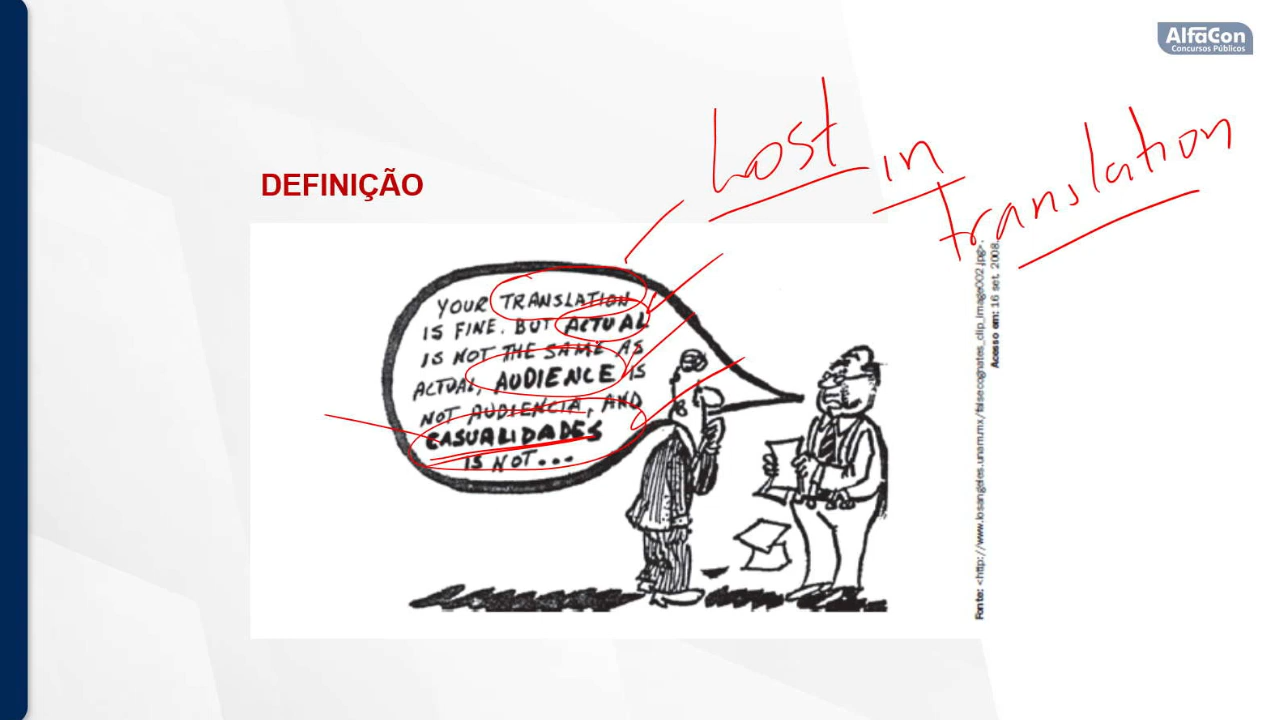 AlfaCon
Concursos Públicos
Lost in
translation
DEFINIÇÃO
YOUR TRANSLATION
IS FINE. BUT ACTUAL
IS NOT THE SAME AS
ACTUAL, AUDIENCE IS
NOT AUDIENCIA, AND
CASUALIDADES
IS NOT...
Fonte: <http://www.losangeles.unam.mx/falsecognates_clip_image002.jpg>.
Acesso em: 16 set. 2008.